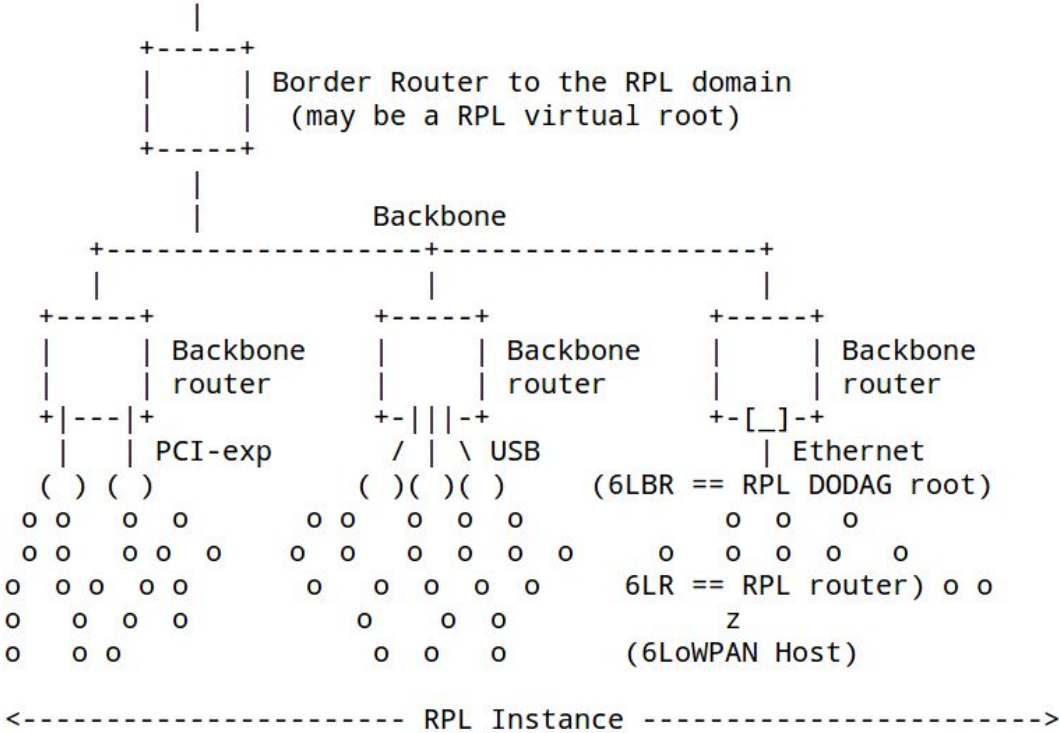 |
                    +-----+
                    |     | Border Router to the RPL domain
                    |     |  (may be a RPL virtual root)
                    +-----+
                       |
                       |          Backbone
                 +-------------------+-------------------+
                 |                   |                   |
              +-----+             +-----+             +-----+
              |     | Backbone    |     | Backbone    |     | Backbone
              |     | router      |     | router      |     | router
              +|---|+             +-|||-+             +-[_]-+
               |   | PCI-exp       / | \ USB             | Ethernet
              ( ) ( )            ( )( )( )     (6LBR == RPL DODAG root)
             o o   o  o       o o   o  o  o            o  o   o
             o o   o o  o    o  o   o  o  o  o     o   o  o  o   o
            o  o o  o o       o   o  o  o  o     6LR == RPL router) o o
            o   o  o  o          o    o  o             z
            o   o o               o  o   o       (6LoWPAN Host)
<----------------------- RPL Instance ------------------------>